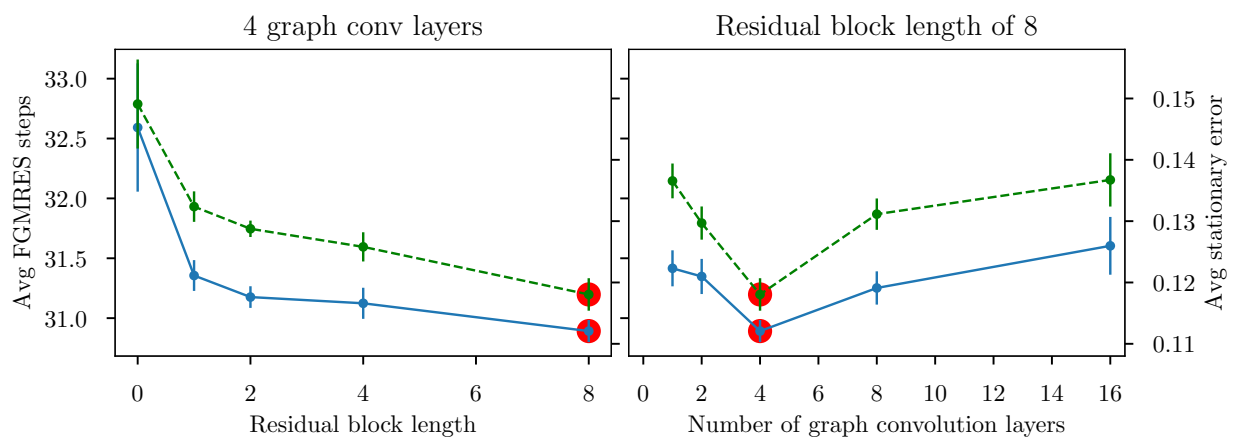 4 graph conv layers
Residual block length of 8
Avg FGMRES steps
33.0
32.5
32.0
31.5
31.0
0.15
0.14
0.13
0.12
0.11
Avg stationary error
0 2 4 6 8
0 2 4 6 8 10 12 14 16
Residual block length
Number of graph convolution layers